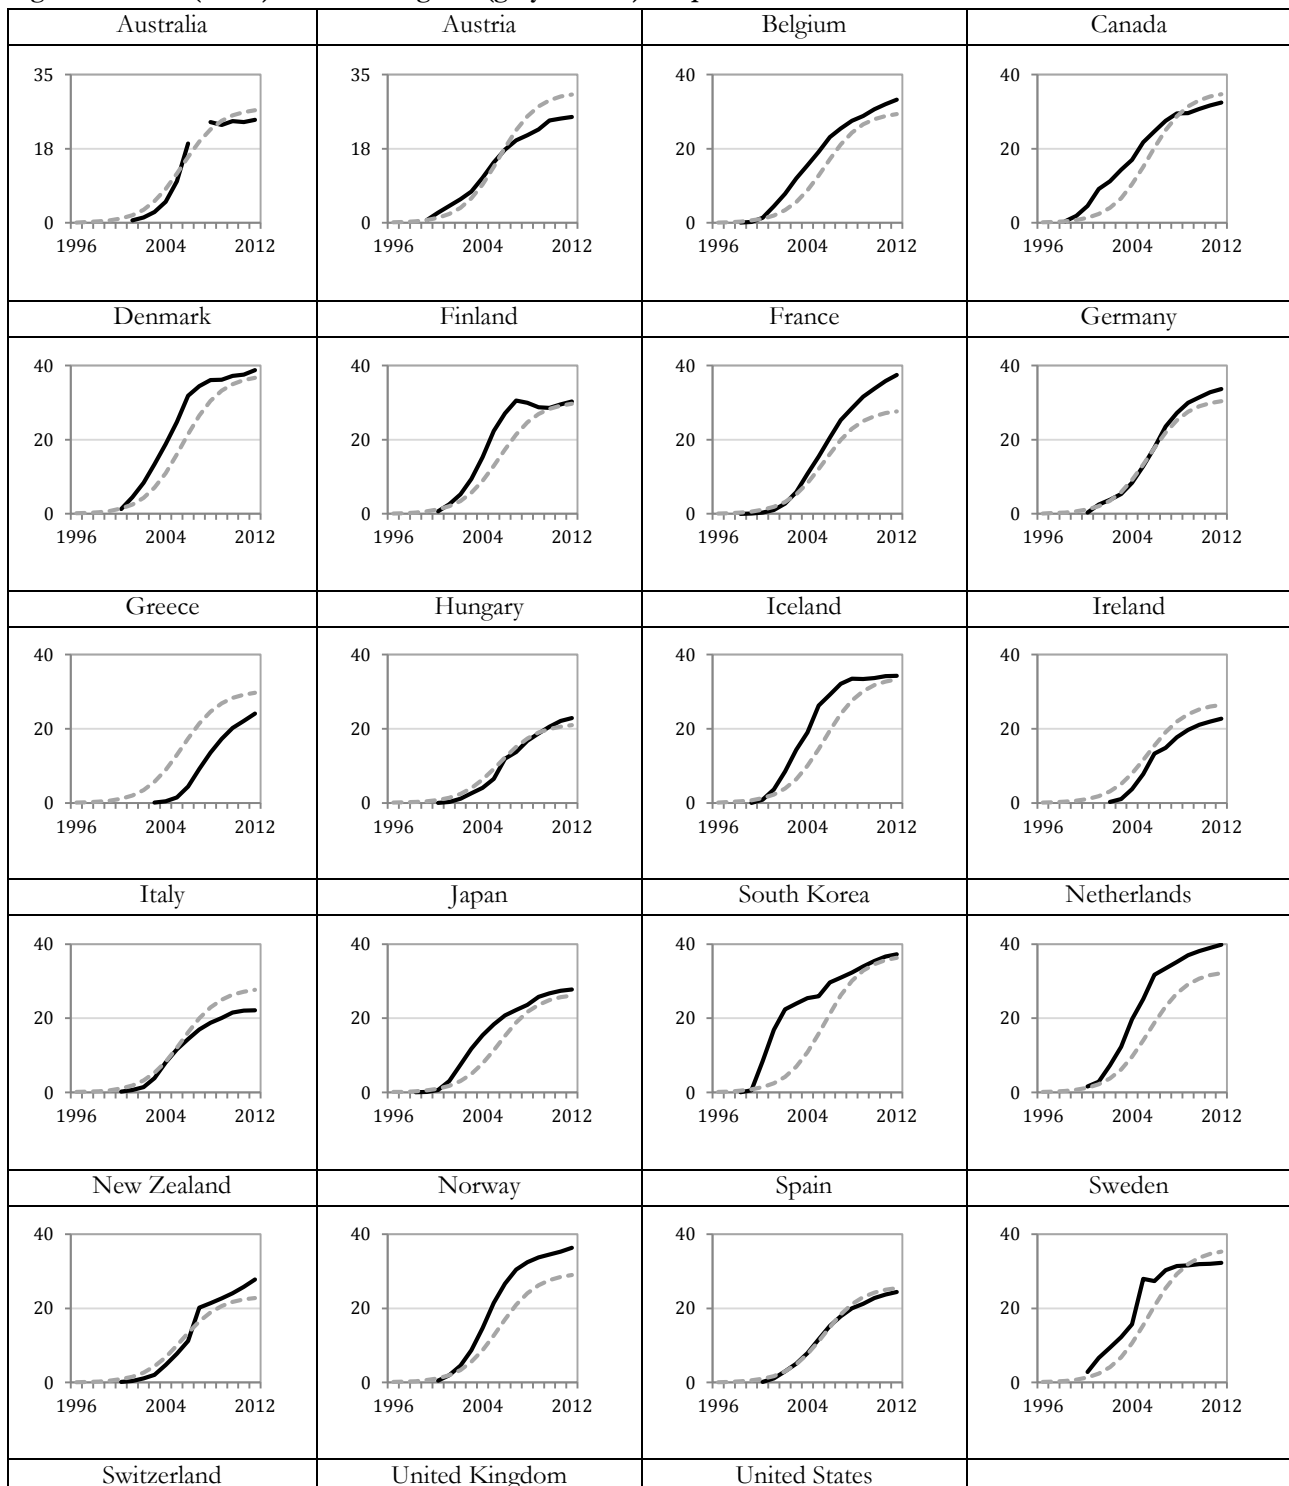 Australia Austria Belgium Canada
35 35 40 40
18 18 20 20
0 0 0 0
1996 2004 2012 1996 2004 2012 1996 2004 2012 1996 2004 2012
Denmark Finland France Germany
40 40 40 40
20 20 20 20
0 0 0 0
1996 2004 2012 1996 2004 2012 1996 2004 2012 1996 2004 2012
Greece Hungary Iceland Ireland
40 40 40 40
20 20 20 20
0 0 0 0
1996 2004 2012 1996 2004 2012 1996 2004 2012 1996 2004 2012
Italy Japan South Korea Netherlands
40 40 40 40
20 20 20 20
0 0 0 0
1996 2004 2012 1996 2004 2012 1996 2004 2012 1996 2004 2012
New Zealand Norway Spain Sweden
40 40 40 40
20 20 20 20
0 0 0 0
1996 2004 2012 1996 2004 2012 1996 2004 2012 1996 2004 2012
Switzerland United Kingdom United States